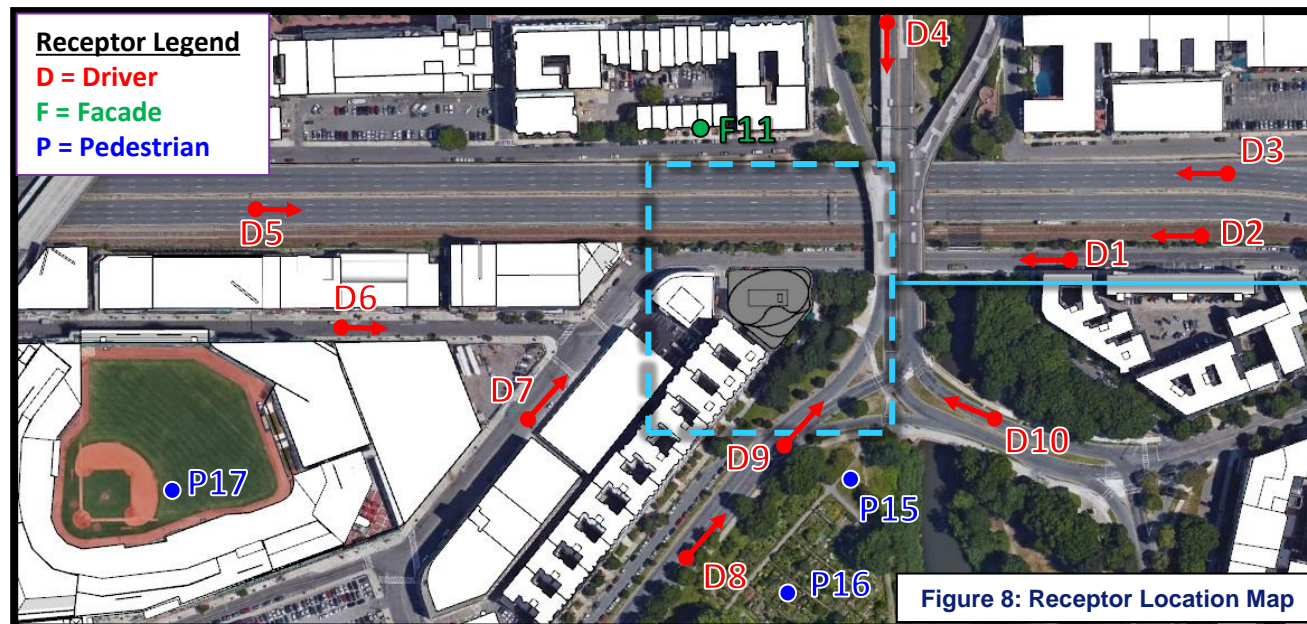 Receptor Legend
D = Driver
F = Facade
P = Pedestrian
D4
F11
D3
D5
D2
D1
D6
D7
D9
D10
P17
P15
D8
P16
Figure 8: Receptor Location Map